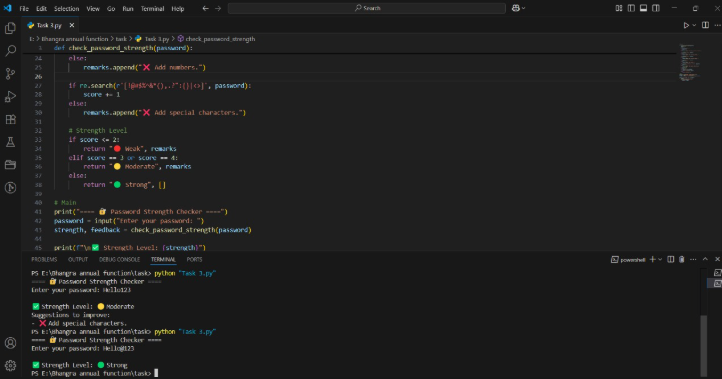 File Edit Selection View Go Run Terminal Help
Search
Task 3.py
E: > Bhangra annual function > task > Task 3.py > check_password_strength
3 def check_password_strength(password):
24 else:
25 remarks.append("❌ Add numbers.")
26
27 if re.search(r'[!@#$%^&*(),.?":{}|<>]', password):
28 score += 1
29 else:
30 remarks.append("❌ Add special characters.")
31
32 # Strength Level
33 if score <= 2:
34 return "🔴 Weak", remarks
35 elif score == 3 or score == 4:
36 return "🟡 Moderate", remarks
37 else:
38 return "🟢 Strong", []
39
40 # Main
41 print("==== 🔐 Password Strength Checker ====")
42 password = input("Enter your password: ")
43 strength, feedback = check_password_strength(password)
44
45 print(f"\n✅ Strength Level: {strength}")
PROBLEMS OUTPUT DEBUG CONSOLE TERMINAL PORTS
powershell
PS E:\Bhangra annual function\task> python "Task 3.py"
==== 🔐 Password Strength Checker ====
Enter your password: Hello123
✅ Strength Level: 🟡 Moderate
Suggestions to improve:
- ❌ Add special characters.
PS E:\Bhangra annual function\task> python "Task 3.py"
==== 🔐 Password Strength Checker ====
Enter your password: Hello@123
✅ Strength Level: 🟢 Strong
PS E:\Bhangra annual function\task>